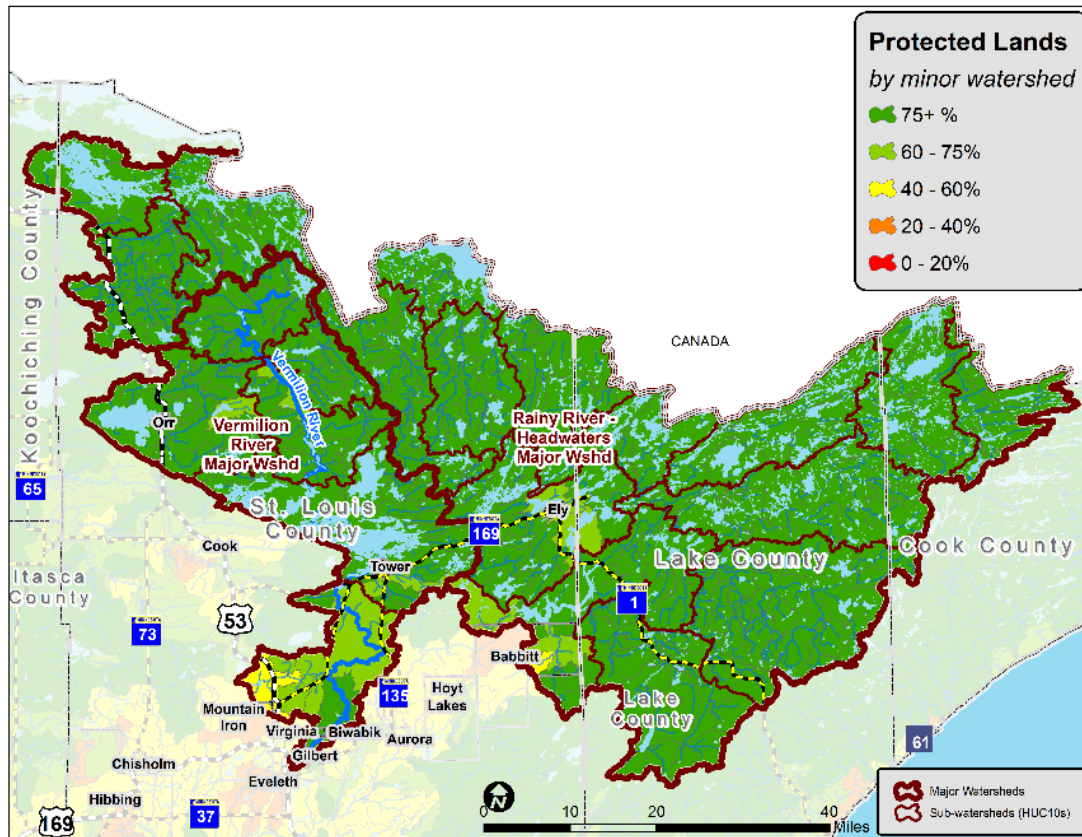 Protected Lands
by minor watershed
75+ %
60 - 75%
40 - 60%
20 - 40%
0 - 20%
CANADA
Koochiching County
Vermilion River
Orr
Vermilion
River
Major Wshd
Rainy River -
Headwaters
Major Wshd
65
St. Louis
County
Ely
169
Cook
Tower
Lake County
Cook County
Itasca
County
53
73
1
Babbitt
135
Hoyt
Lakes
Lake
County
Mountain
Iron
Virginia
Biwabik
Aurora
Gilbert
Eveleth
Chisholm
Hibbing
61
169
37
N
0
10
20
40
Miles
Major Watersheds
Sub-watersheds (HUC10s)